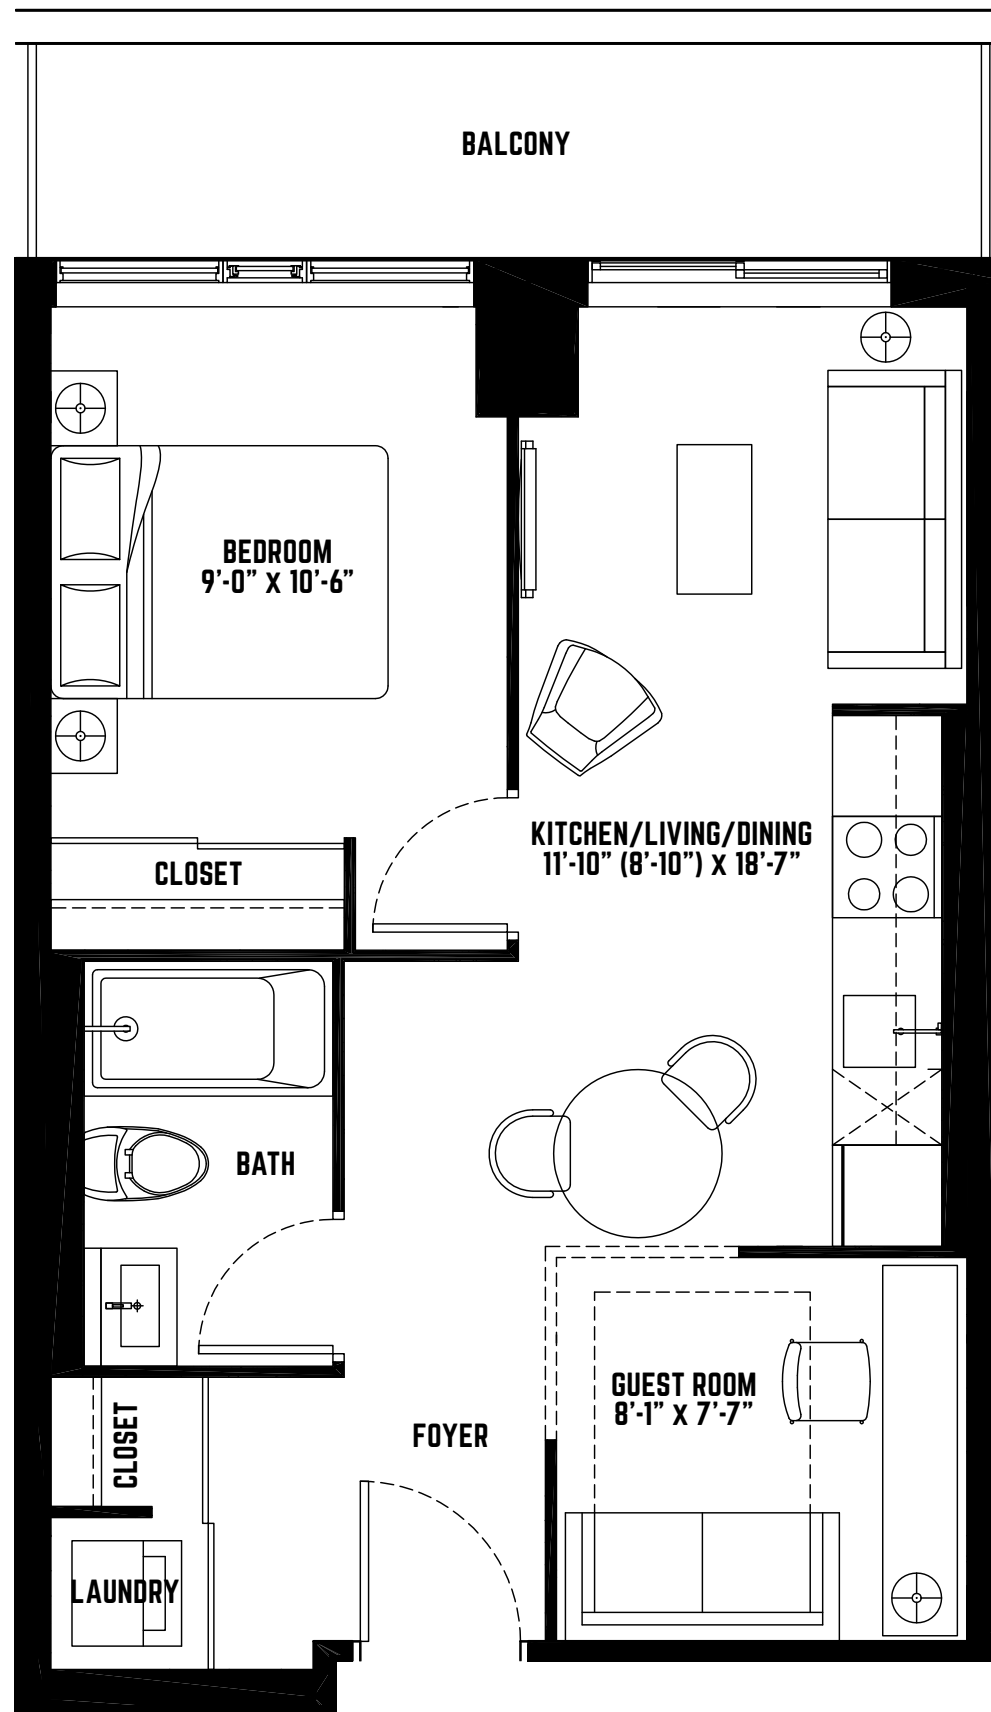 BALCONY
BEDROOM
9’-0” X 10’-6”
KITCHEN/LIVING/DINING
11’-10” (8’-10”) X 18’-7”
CLOSET
BATH
GUEST ROOM
8’-1” X 7’-7”
FOYER
CLOSET
LAUNDRY